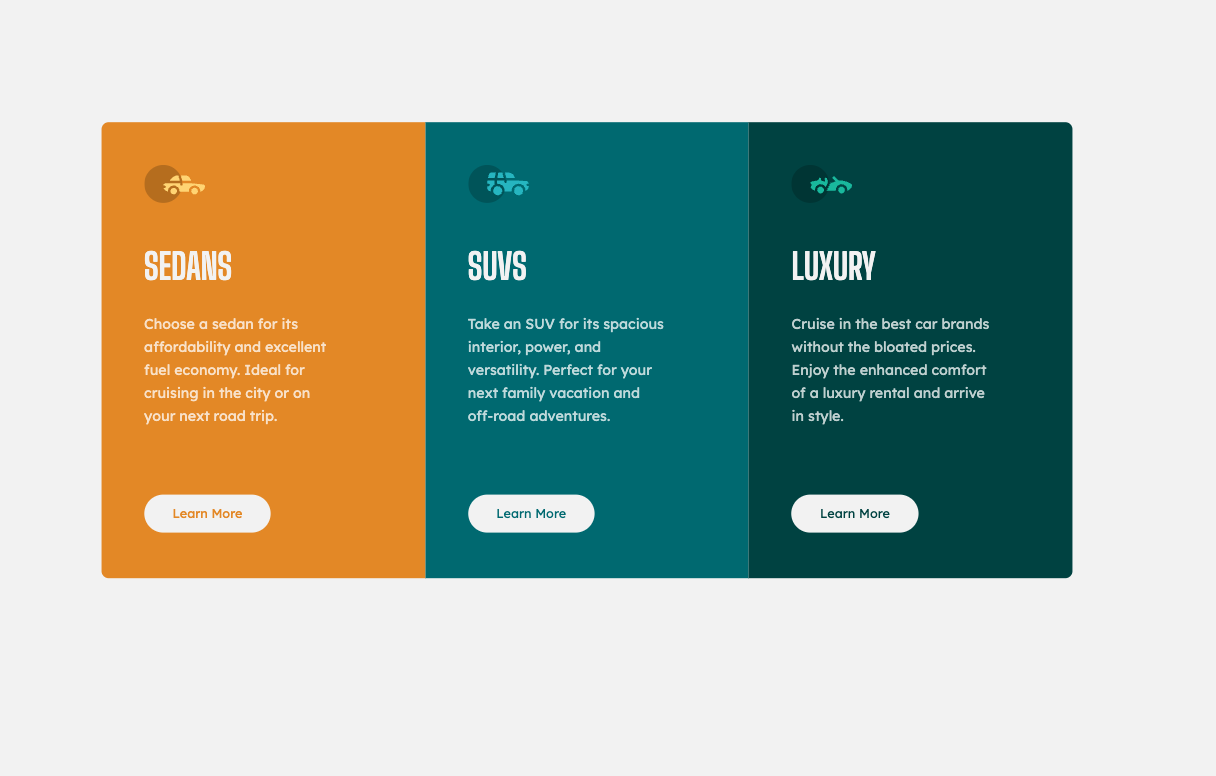 SEDANS
Choose a sedan for its
affordability and excellent
fuel economy. Ideal for
cruising in the city or on
your next road trip.
Learn More
SUVS
Take an SUV for its spacious
interior, power, and
versatility. Perfect for your
next family vacation and
off-road adventures.
Learn More
LUXURY
Cruise in the best car brands
without the bloated prices.
Enjoy the enhanced comfort
of a luxury rental and arrive
in style.
Learn More